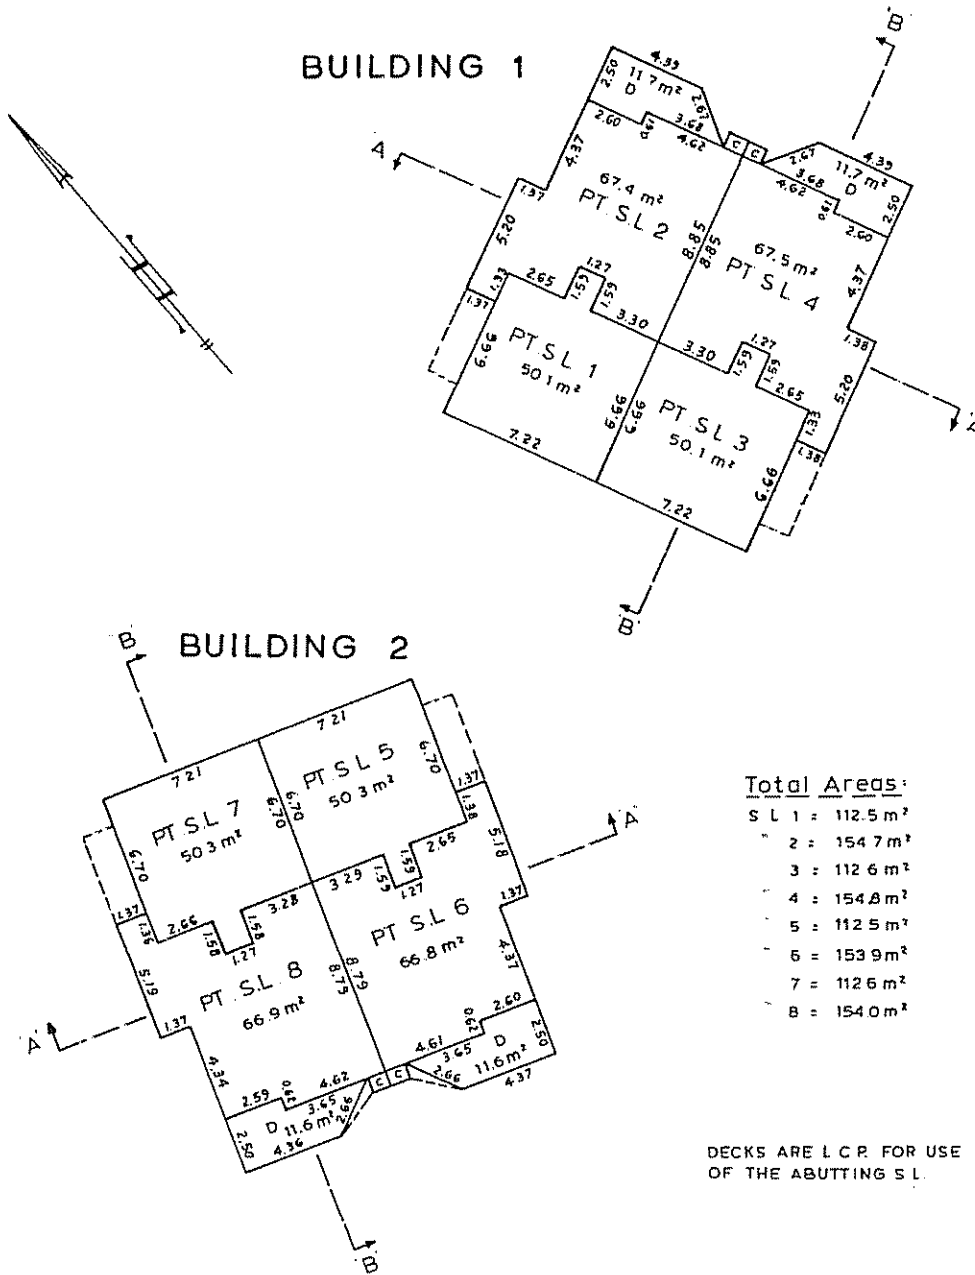 BUILDING 1
'B'
4.39
11.7 m²
D
2.50
2.67
2.60
0.61
3.68
4.62
C C
2.67
4.39
11.7 m²
3.68
D
4.62
0.61
2.50
2.60
A
4.37
1.37
67.4 m²
PT. S.L. 2
8.85
8.85
67.5 m²
PT S.L. 4
4.37
5.20
1.33
2.65
1.27
1.59
1.59
1.37
3.30
3.30
1.27
1.59
1.59
1.38
2.65
5.20
6.66
PT. S.L. 1
50.1 m²
6.66
6.66
PT. S.L. 3
50.1 m²
1.33
1.38
6.66
7.22
7.22
'B'
BUILDING 2
'B'
7.21
7.21
PT. S.L. 5
50.3 m²
6.70
PT. S.L. 7
50.3 m²
6.70
6.70
6.70
1.37
1.38
2.65
5.18
'A'
1.37
1.36
2.66
1.58
1.58
1.27
3.28
3.29
1.59
1.59
1.27
1.37
PT. S.L. 6
66.8 m²
PT. S.L. 8
66.9 m²
8.79
8.79
5.19
1.37
4.37
'A'
4.34
2.59
0.62
4.62
3.65
2.66
C C
4.61
3.65
2.66
0.62
2.60
D
11.6 m²
2.50
4.37
D 11.6 m²
2.50
4.36
'B'
Total Areas:
S L 1 = 112.5 m²
" 2 = 154.7 m²
3 = 112.6 m²
" 4 = 154.8 m²
" 5 = 112.5 m²
" 6 = 153.9 m²
7 = 112.6 m²
" 8 = 154.0 m²
DECKS ARE L.C.P. FOR USE
OF THE ABUTTING S.L.